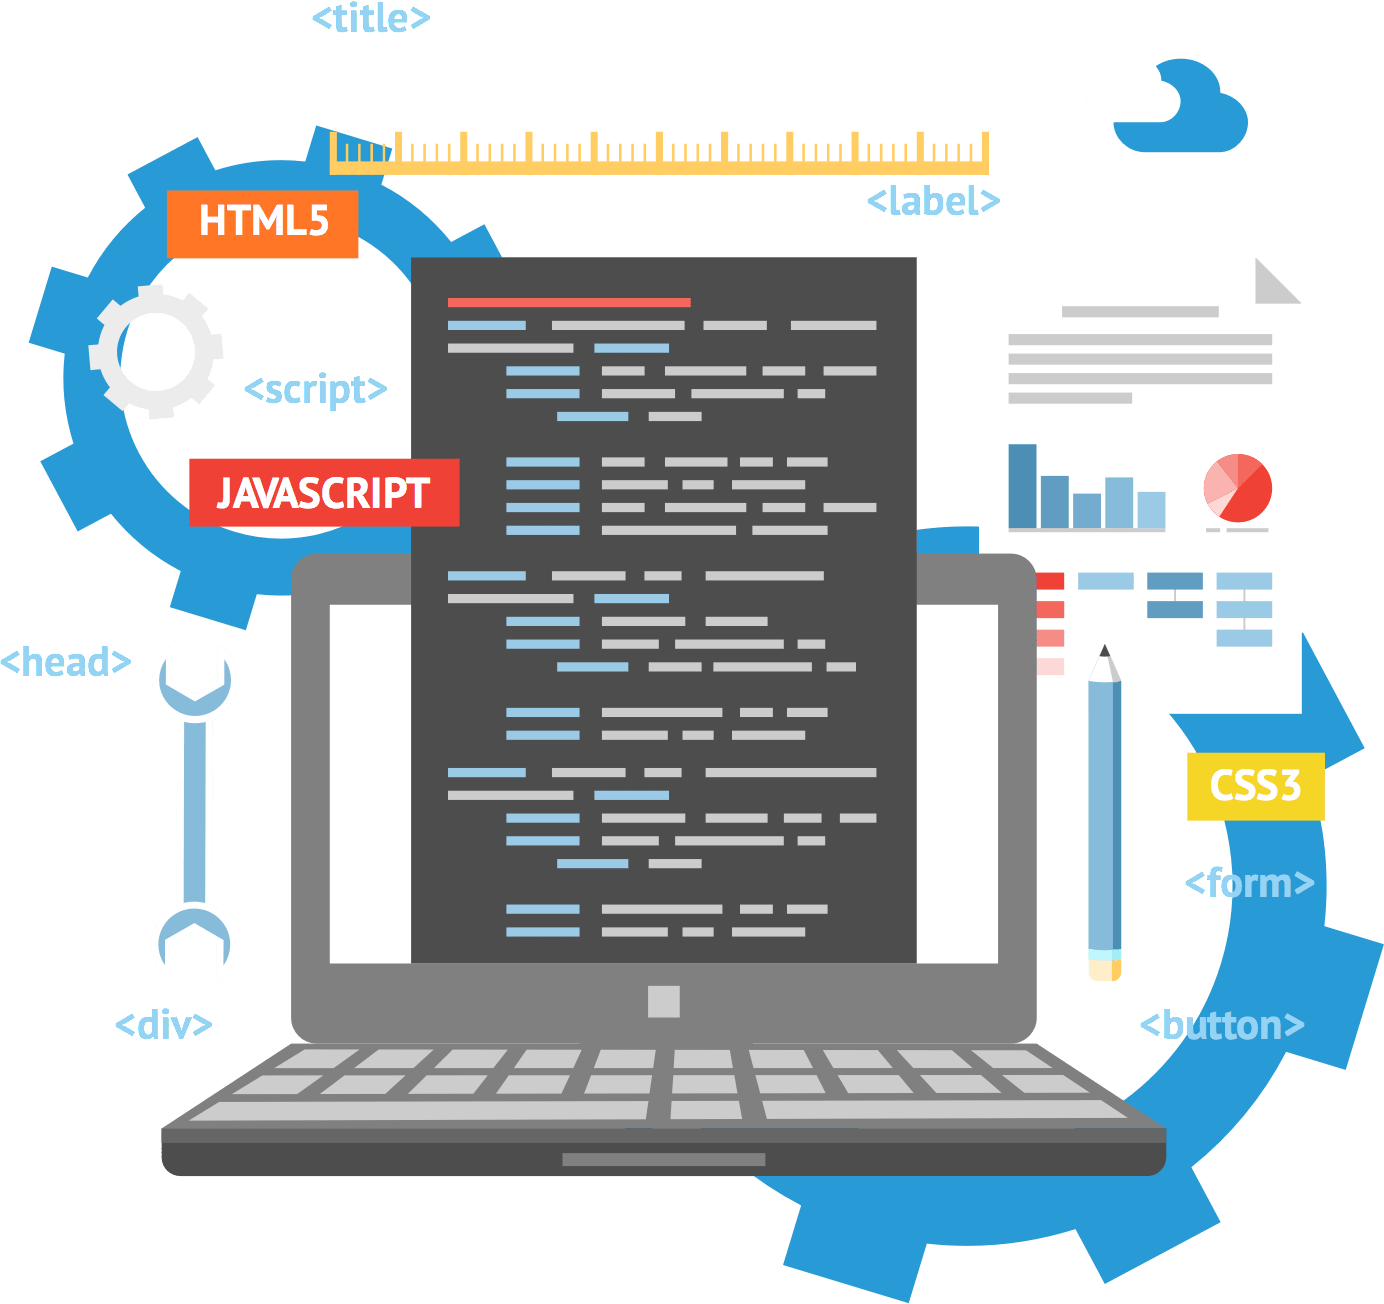 <title>
<label>
HTML5
<script>
JAVASCRIPT
<head>
CSS3
<form>
<div>
<button>